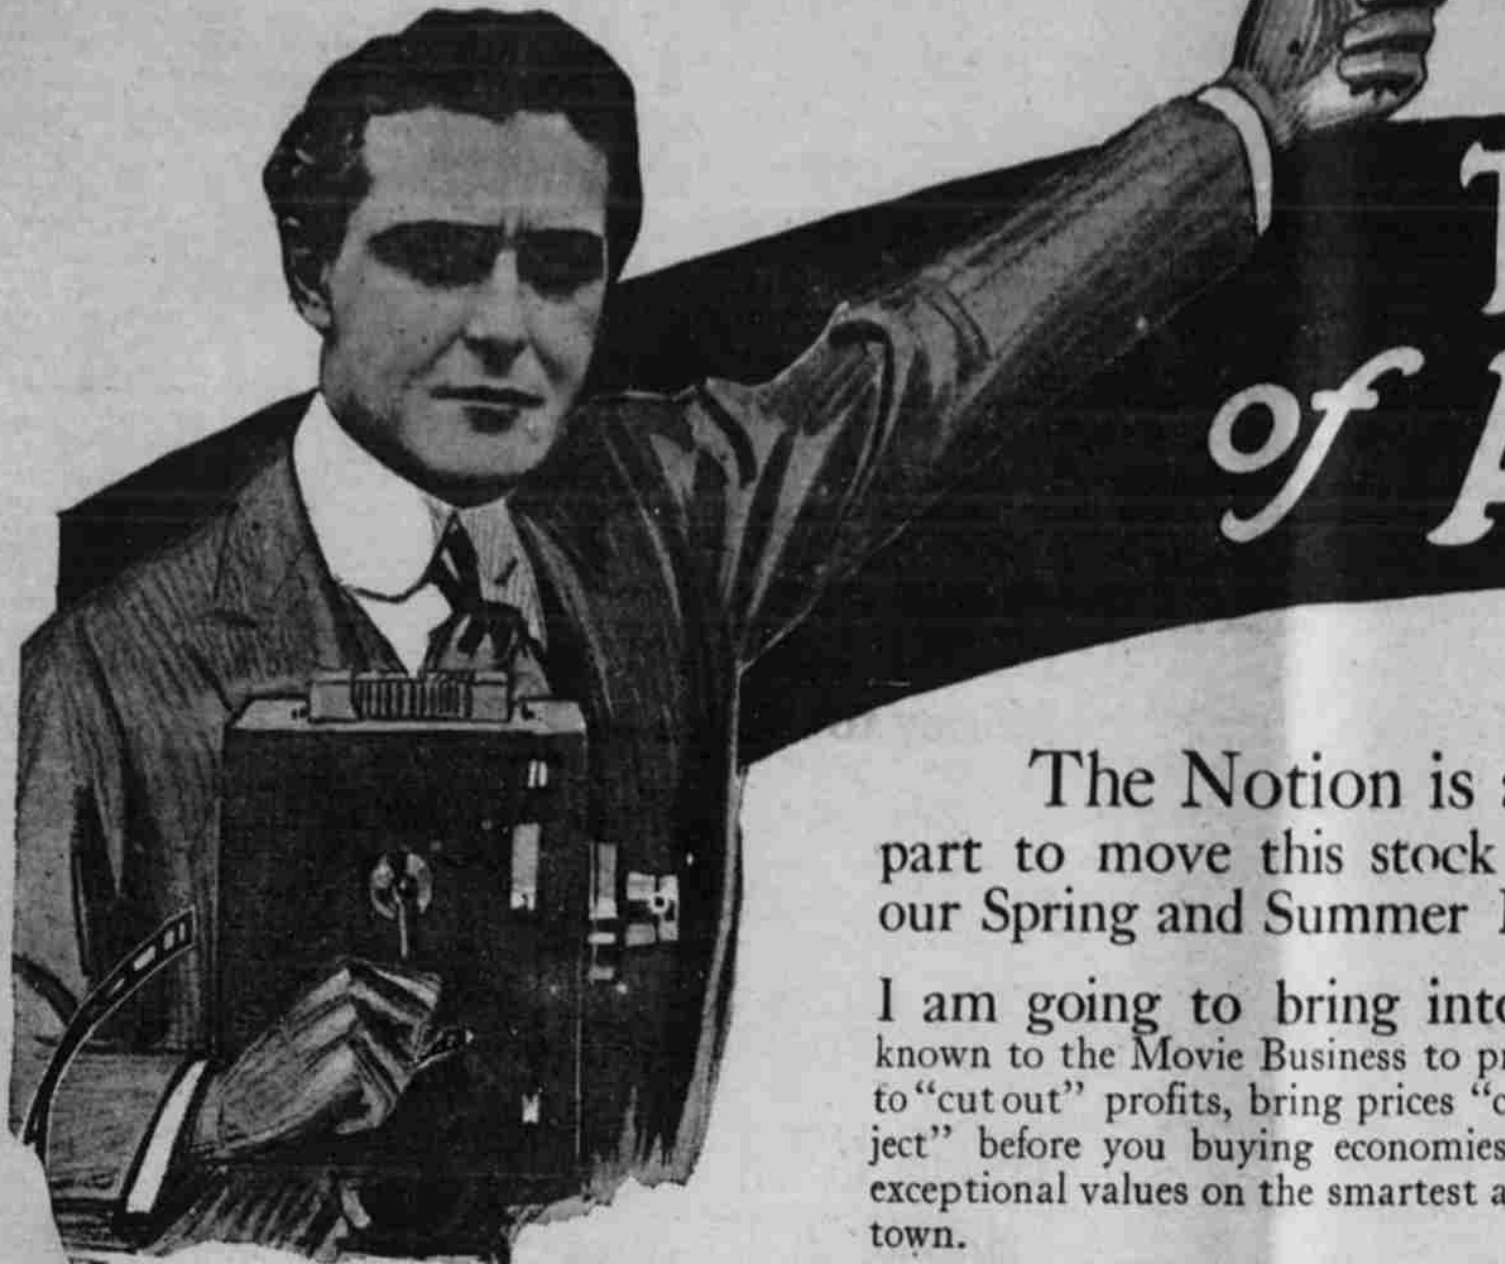 of
The Notion is
part to move this stock
our Spring and Summer
I am going to bring
known to the Movie Business to
to "cut out" profits, bring prices
ject" before you buying economies
exceptional values on the smartest
town.